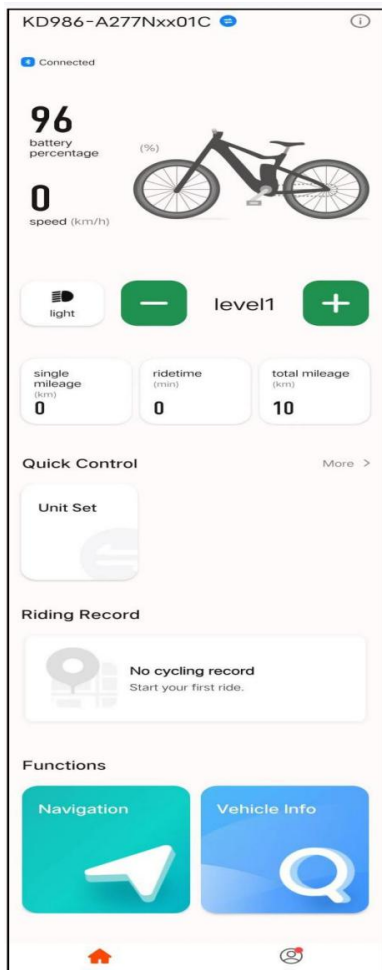 KD986-A277Nxx01C
Connected
96
battery
percentage
(%)
0
speed (km/h)
light
level1
single
mileage
(km)
0
ridetime
(min)
0
total mileage
(km)
10
Quick Control
More >
Unit Set
Riding Record
No cycling record
Start your first ride.
Functions
Navigation
Vehicle Info